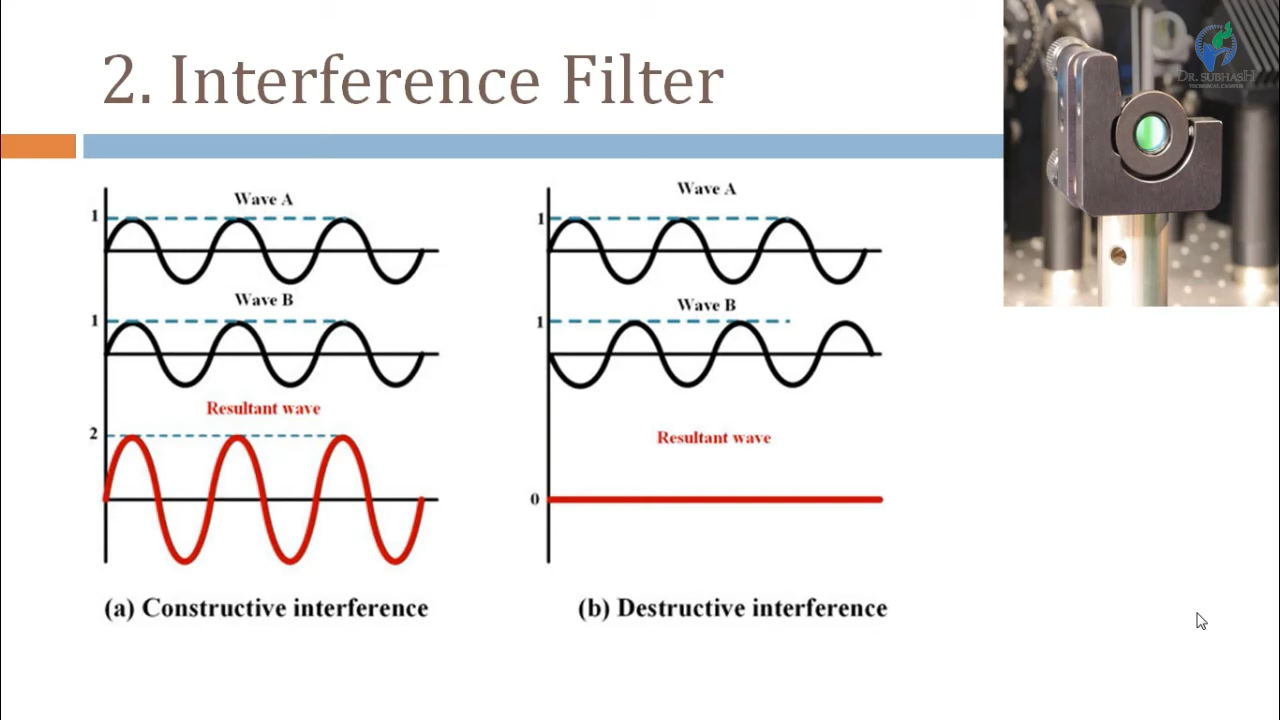 2. Interference Filter
DR. SUBHASH
TECHNICAL CAMPUS
Wave A
1
Wave B
1
Resultant wave
2
(a) Constructive interference
Wave A
1
Wave B
1
Resultant wave
0
(b) Destructive interference